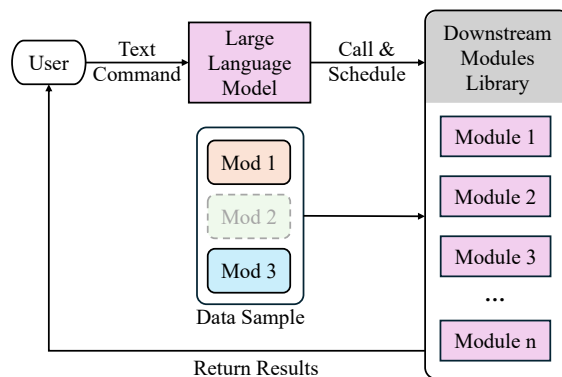 User
Text
Command
Large
Language
Model
Call &
Schedule
Downstream
Modules
Library
Mod 1
Mod 2
Mod 3
Data Sample
Module 1
Module 2
Module 3
...
Module n
Return Results